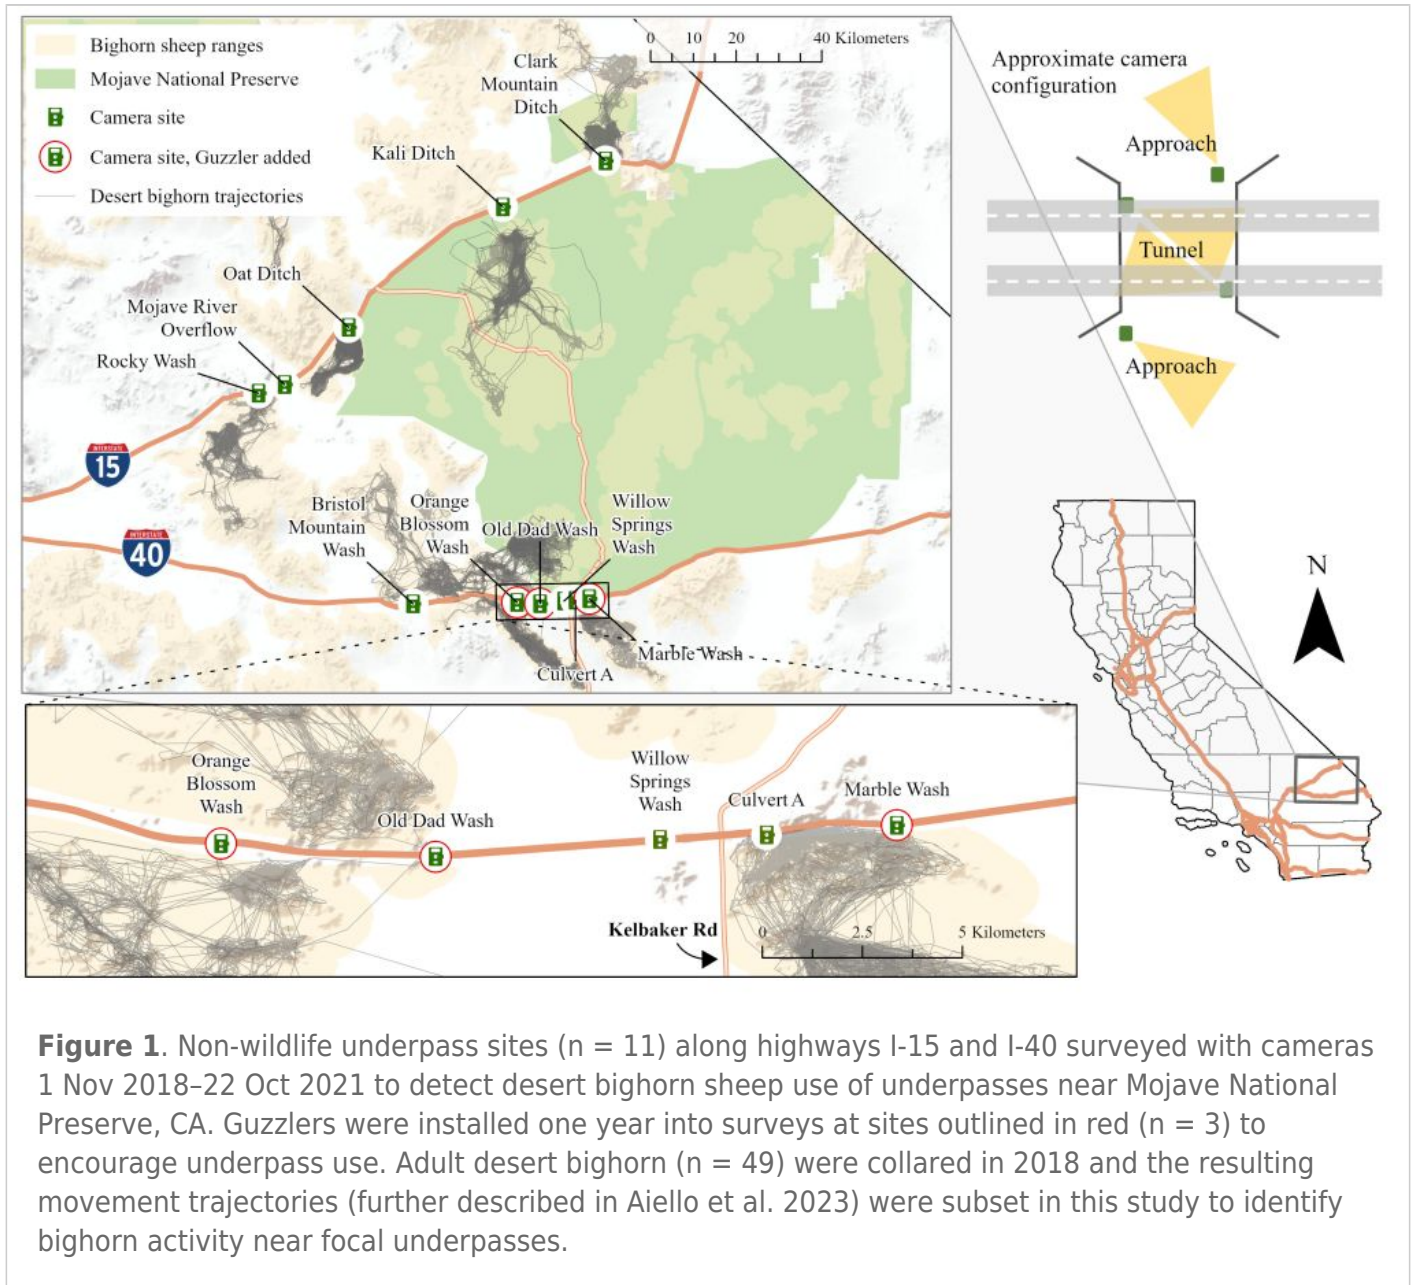 Bighorn sheep ranges
Mojave National Preserve
Camera site
Camera site, Guzzler added
Desert bighorn trajectories
0 10 20 40 Kilometers
Clark
Mountain
Ditch
Kali Ditch
Oat Ditch
Mojave River
Overflow
Rocky Wash
INTERSTATE
15
INTERSTATE
40
Bristol
Mountain
Wash
Orange
Blossom
Wash
Old Dad Wash
Willow
Springs
Wash
Marble Wash
Culvert A
Approximate camera
configuration
Approach
Tunnel
Approach
N
Orange
Blossom
Wash
Old Dad Wash
Willow
Springs
Wash
Culvert A
Marble Wash
Kelbaker Rd
0 2.5 5 Kilometers
Figure 1. Non-wildlife underpass sites (n = 11) along highways I-15 and I-40 surveyed with cameras
1 Nov 2018–22 Oct 2021 to detect desert bighorn sheep use of underpasses near Mojave National
Preserve, CA. Guzzlers were installed one year into surveys at sites outlined in red (n = 3) to
encourage underpass use. Adult desert bighorn (n = 49) were collared in 2018 and the resulting
movement trajectories (further described in Aiello et al. 2023) were subset in this study to identify
bighorn activity near focal underpasses.